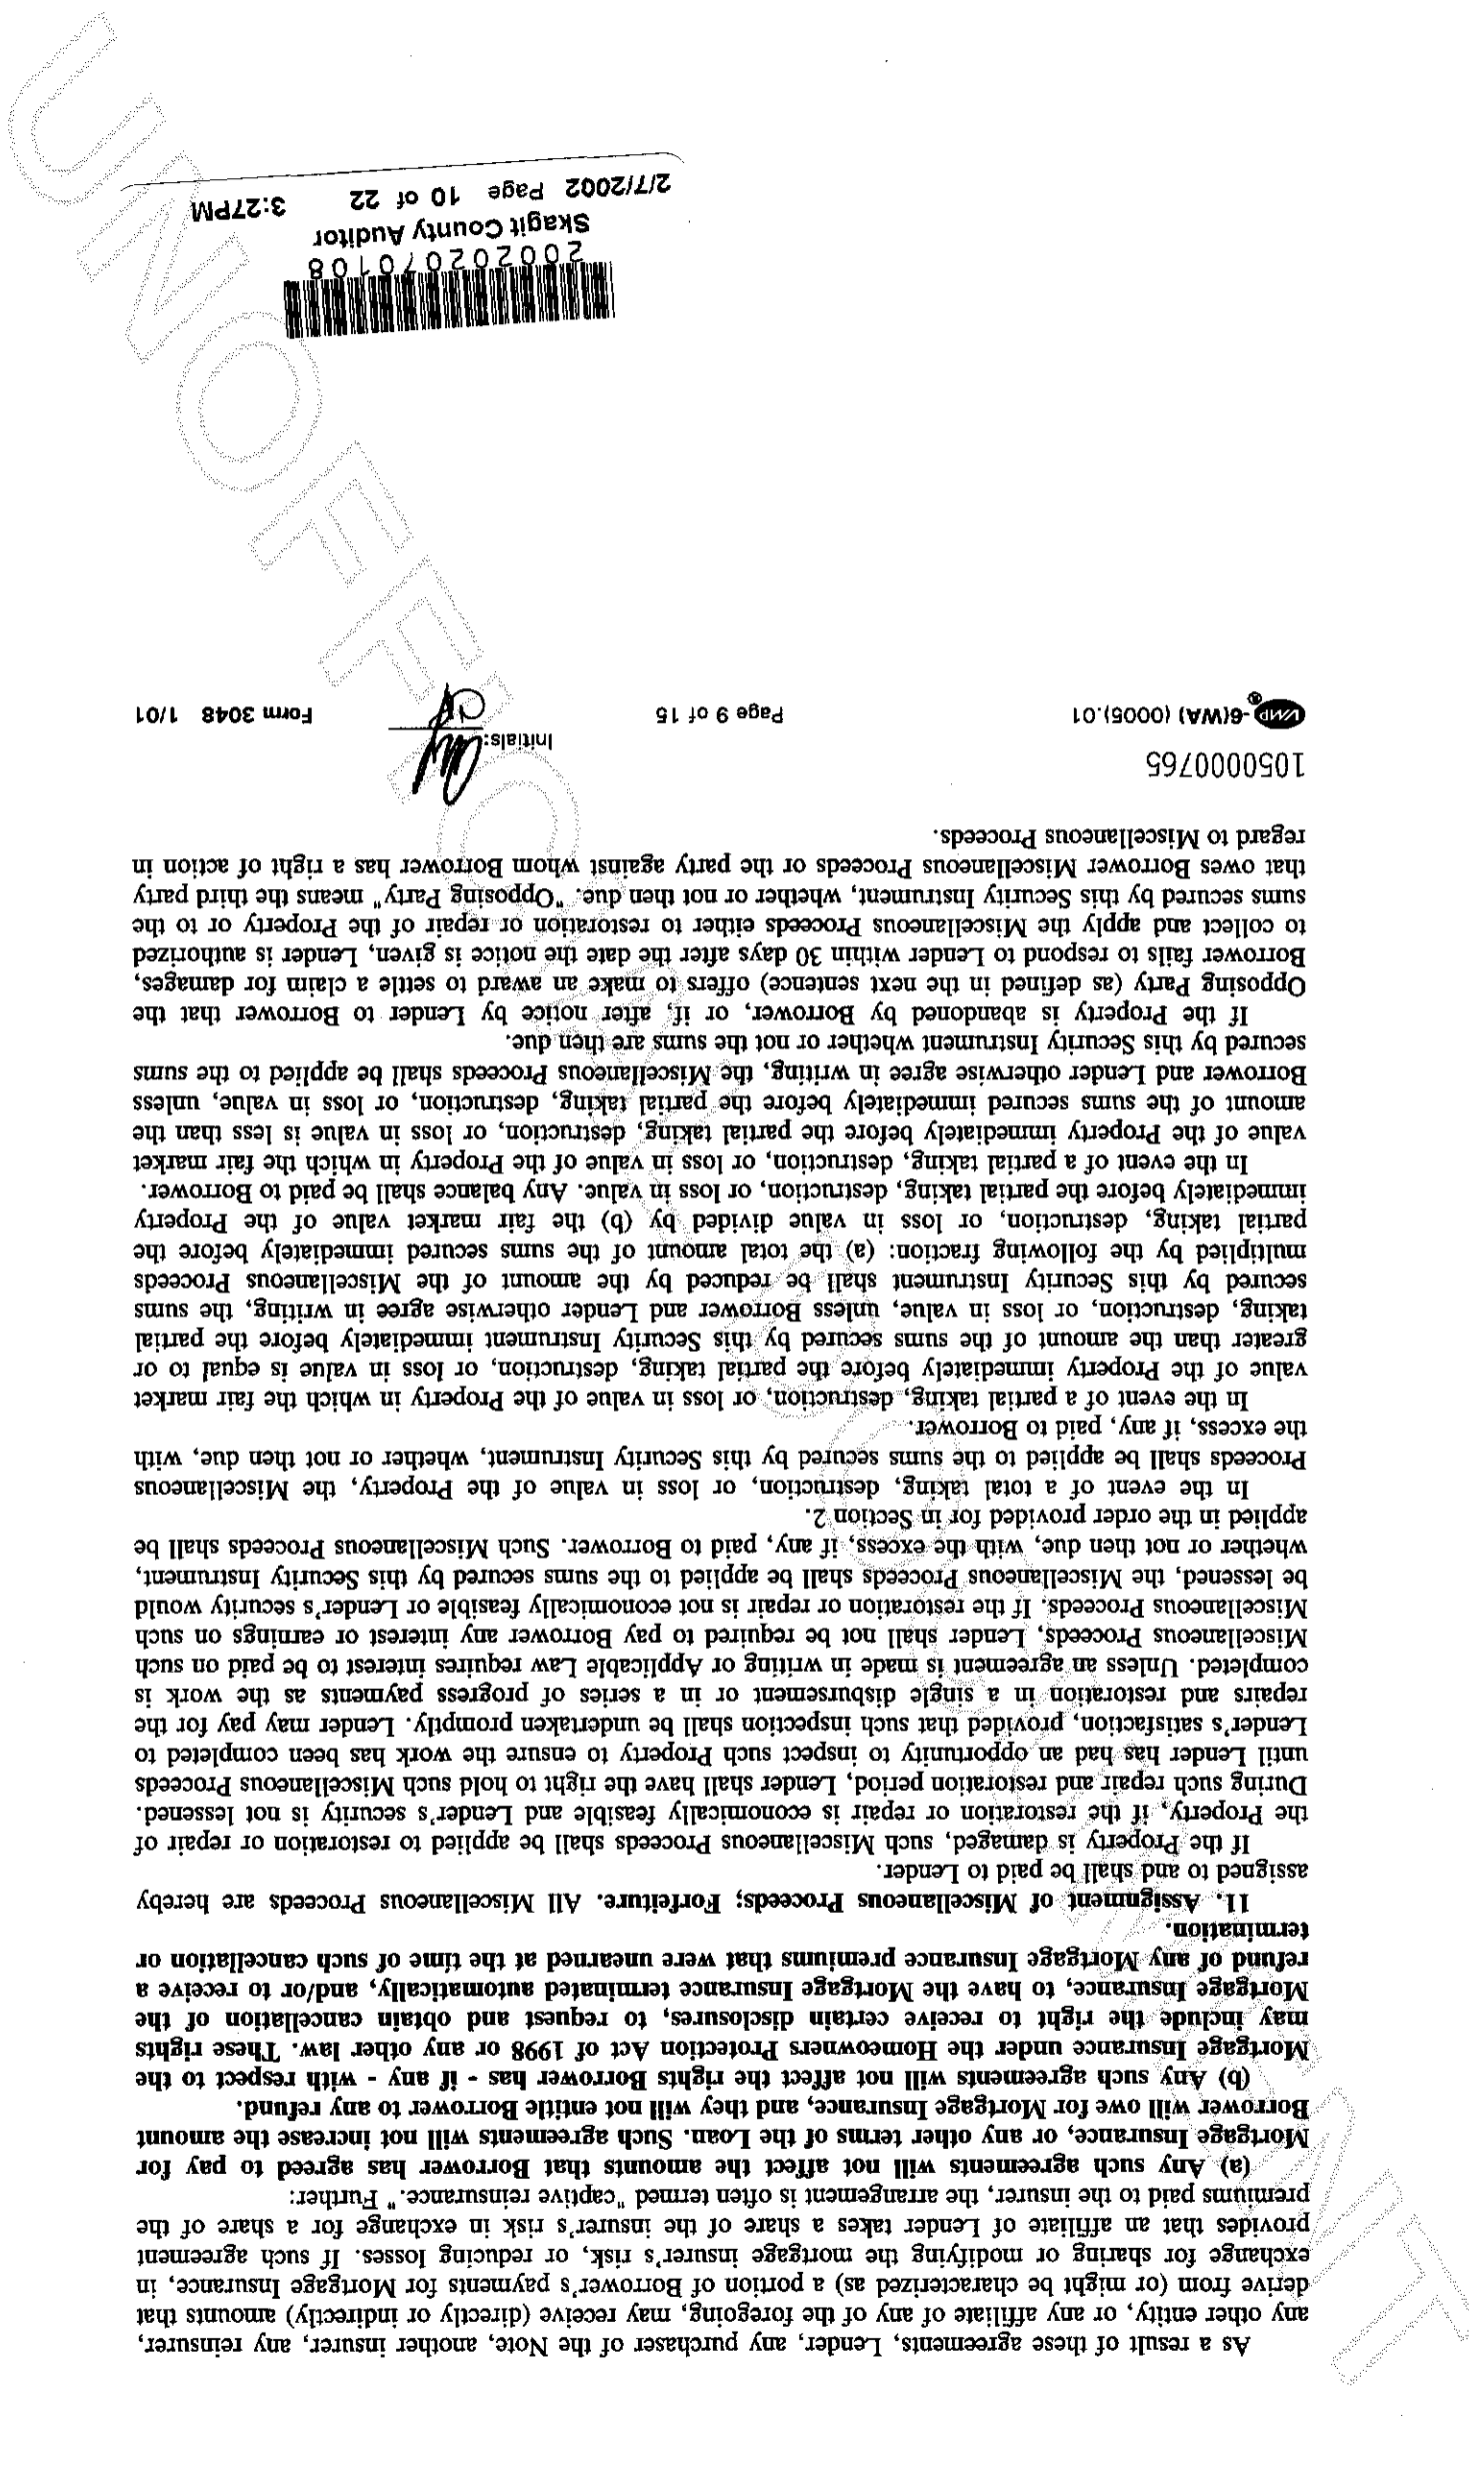 As a result of these agreements, Lender, any purchaser of the Note, another insurer, any reinsurer,
any other entity, or any affiliate of any of the foregoing, may receive (directly or indirectly) amounts that
derive from (or might be characterized as) a portion of Borrower's payments for Mortgage Insurance, in
exchange for sharing or modifying the mortgage insurer's risk, or reducing losses. If such agreement
provides that an affiliate of Lender takes a share of the insurer's risk in exchange for a share of the
premiums paid to the insurer, the arrangement is often termed "captive reinsurance." Further:
(a) Any such agreements will not affect the amounts that Borrower has agreed to pay for
Mortgage Insurance, or any other terms of the Loan. Such agreements will not increase the amount
Borrower will owe for Mortgage Insurance, and they will not entitle Borrower to any refund.
(b) Any such agreements will not affect the rights Borrower has - if any - with respect to the
Mortgage Insurance under the Homeowners Protection Act of 1998 or any other law. These rights
may include the right to receive certain disclosures, to request and obtain cancellation of the
Mortgage Insurance, to have the Mortgage Insurance terminated automatically, and/or to receive a
refund of any Mortgage Insurance premiums that were unearned at the time of such cancellation or
termination.
11. Assignment of Miscellaneous Proceeds; Forfeiture. All Miscellaneous Proceeds are hereby
assigned to and shall be paid to Lender.
If the Property is damaged, such Miscellaneous Proceeds shall be applied to restoration or repair of
the Property, if the restoration or repair is economically feasible and Lender's security is not lessened.
During such repair and restoration period, Lender shall have the right to hold such Miscellaneous Proceeds
until Lender has had an opportunity to inspect such Property to ensure the work has been completed to
Lender's satisfaction, provided that such inspection shall be undertaken promptly. Lender may pay for the
repairs and restoration in a single disbursement or in a series of progress payments as the work is
completed. Unless an agreement is made in writing or Applicable Law requires interest to be paid on such
Miscellaneous Proceeds, Lender shall not be required to pay Borrower any interest or earnings on such
Miscellaneous Proceeds. If the restoration or repair is not economically feasible or Lender's security would
be lessened, the Miscellaneous Proceeds shall be applied to the sums secured by this Security Instrument,
whether or not then due, with the excess, if any, paid to Borrower. Such Miscellaneous Proceeds shall be
applied in the order provided for in Section 2.
In the event of a total taking, destruction, or loss in value of the Property, the Miscellaneous
Proceeds shall be applied to the sums secured by this Security Instrument, whether or not then due, with
the excess, if any, paid to Borrower.
In the event of a partial taking, destruction, or loss in value of the Property in which the fair market
value of the Property immediately before the partial taking, destruction, or loss in value is equal to or
greater than the amount of the sums secured by this Security Instrument immediately before the partial
taking, destruction, or loss in value, unless Borrower and Lender otherwise agree in writing, the sums
secured by this Security Instrument shall be reduced by the amount of the Miscellaneous Proceeds
multiplied by the following fraction: (a) the total amount of the sums secured immediately before the
partial taking, destruction, or loss in value divided by (b) the fair market value of the Property
immediately before the partial taking, destruction, or loss in value. Any balance shall be paid to Borrower.
In the event of a partial taking, destruction, or loss in value of the Property in which the fair market
value of the Property immediately before the partial taking, destruction, or loss in value is less than the
amount of the sums secured immediately before the partial taking, destruction, or loss in value, unless
Borrower and Lender otherwise agree in writing, the Miscellaneous Proceeds shall be applied to the sums
secured by this Security Instrument whether or not the sums are then due.
If the Property is abandoned by Borrower, or if, after notice by Lender to Borrower that the
Opposing Party (as defined in the next sentence) offers to make an award to settle a claim for damages,
Borrower fails to respond to Lender within 30 days after the date the notice is given, Lender is authorized
to collect and apply the Miscellaneous Proceeds either to restoration or repair of the Property or to the
sums secured by this Security Instrument, whether or not then due. "Opposing Party" means the third party
that owes Borrower Miscellaneous Proceeds or the party against whom Borrower has a right of action in
regard to Miscellaneous Proceeds.
105000765
Initials:
VMP®-6(WA) (0005).01 Page 9 of 15 Form 3048 1/01
200202070108
Skagit County Auditor
2/7/2002 Page 10 of 22 3:27PM
UNOFFICIAL DOCUMENT